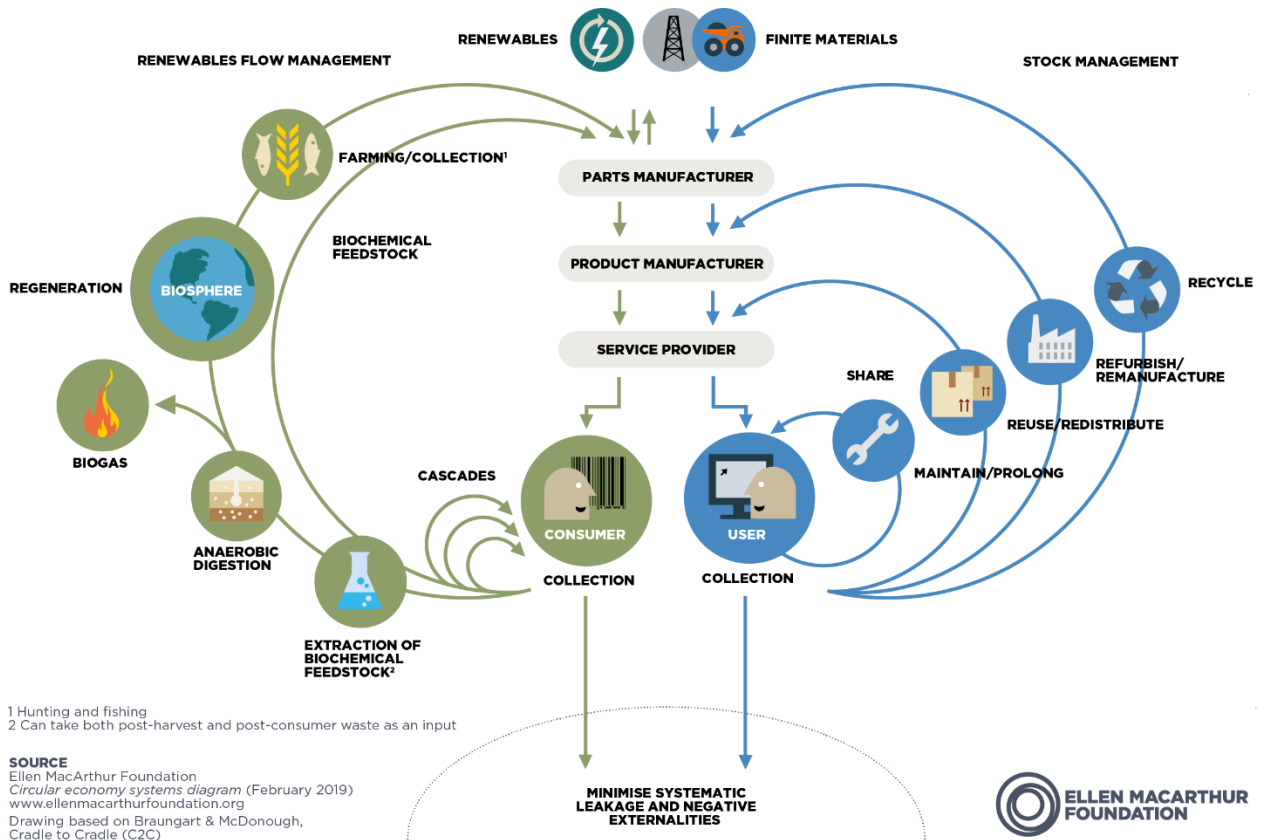 RENEWABLES
FINITE MATERIALS
RENEWABLES FLOW MANAGEMENT
STOCK MANAGEMENT
FARMING/COLLECTION¹
PARTS MANUFACTURER
BIOCHEMICAL
FEEDSTOCK
PRODUCT MANUFACTURER
REGENERATION
BIOSPHERE
RECYCLE
SERVICE PROVIDER
REFURBISH/
REMANUFACTURE
SHARE
REUSE/REDISTRIBUTE
BIOGAS
CASCADES
MAINTAIN/PROLONG
CONSUMER
USER
ANAEROBIC
DIGESTION
COLLECTION
COLLECTION
EXTRACTION OF
BIOCHEMICAL
FEEDSTOCK²
1 Hunting and fishing
2 Can take both post-harvest and post-consumer waste as an input
SOURCE
Ellen MacArthur Foundation
Circular economy systems diagram (February 2019)
www.ellenmacarthurfoundation.org
Drawing based on Braungart & McDonough,
Cradle to Cradle (C2C)
MINIMISE SYSTEMATIC
LEAKAGE AND NEGATIVE
EXTERNALITIES
ELLEN MACARTHUR
FOUNDATION